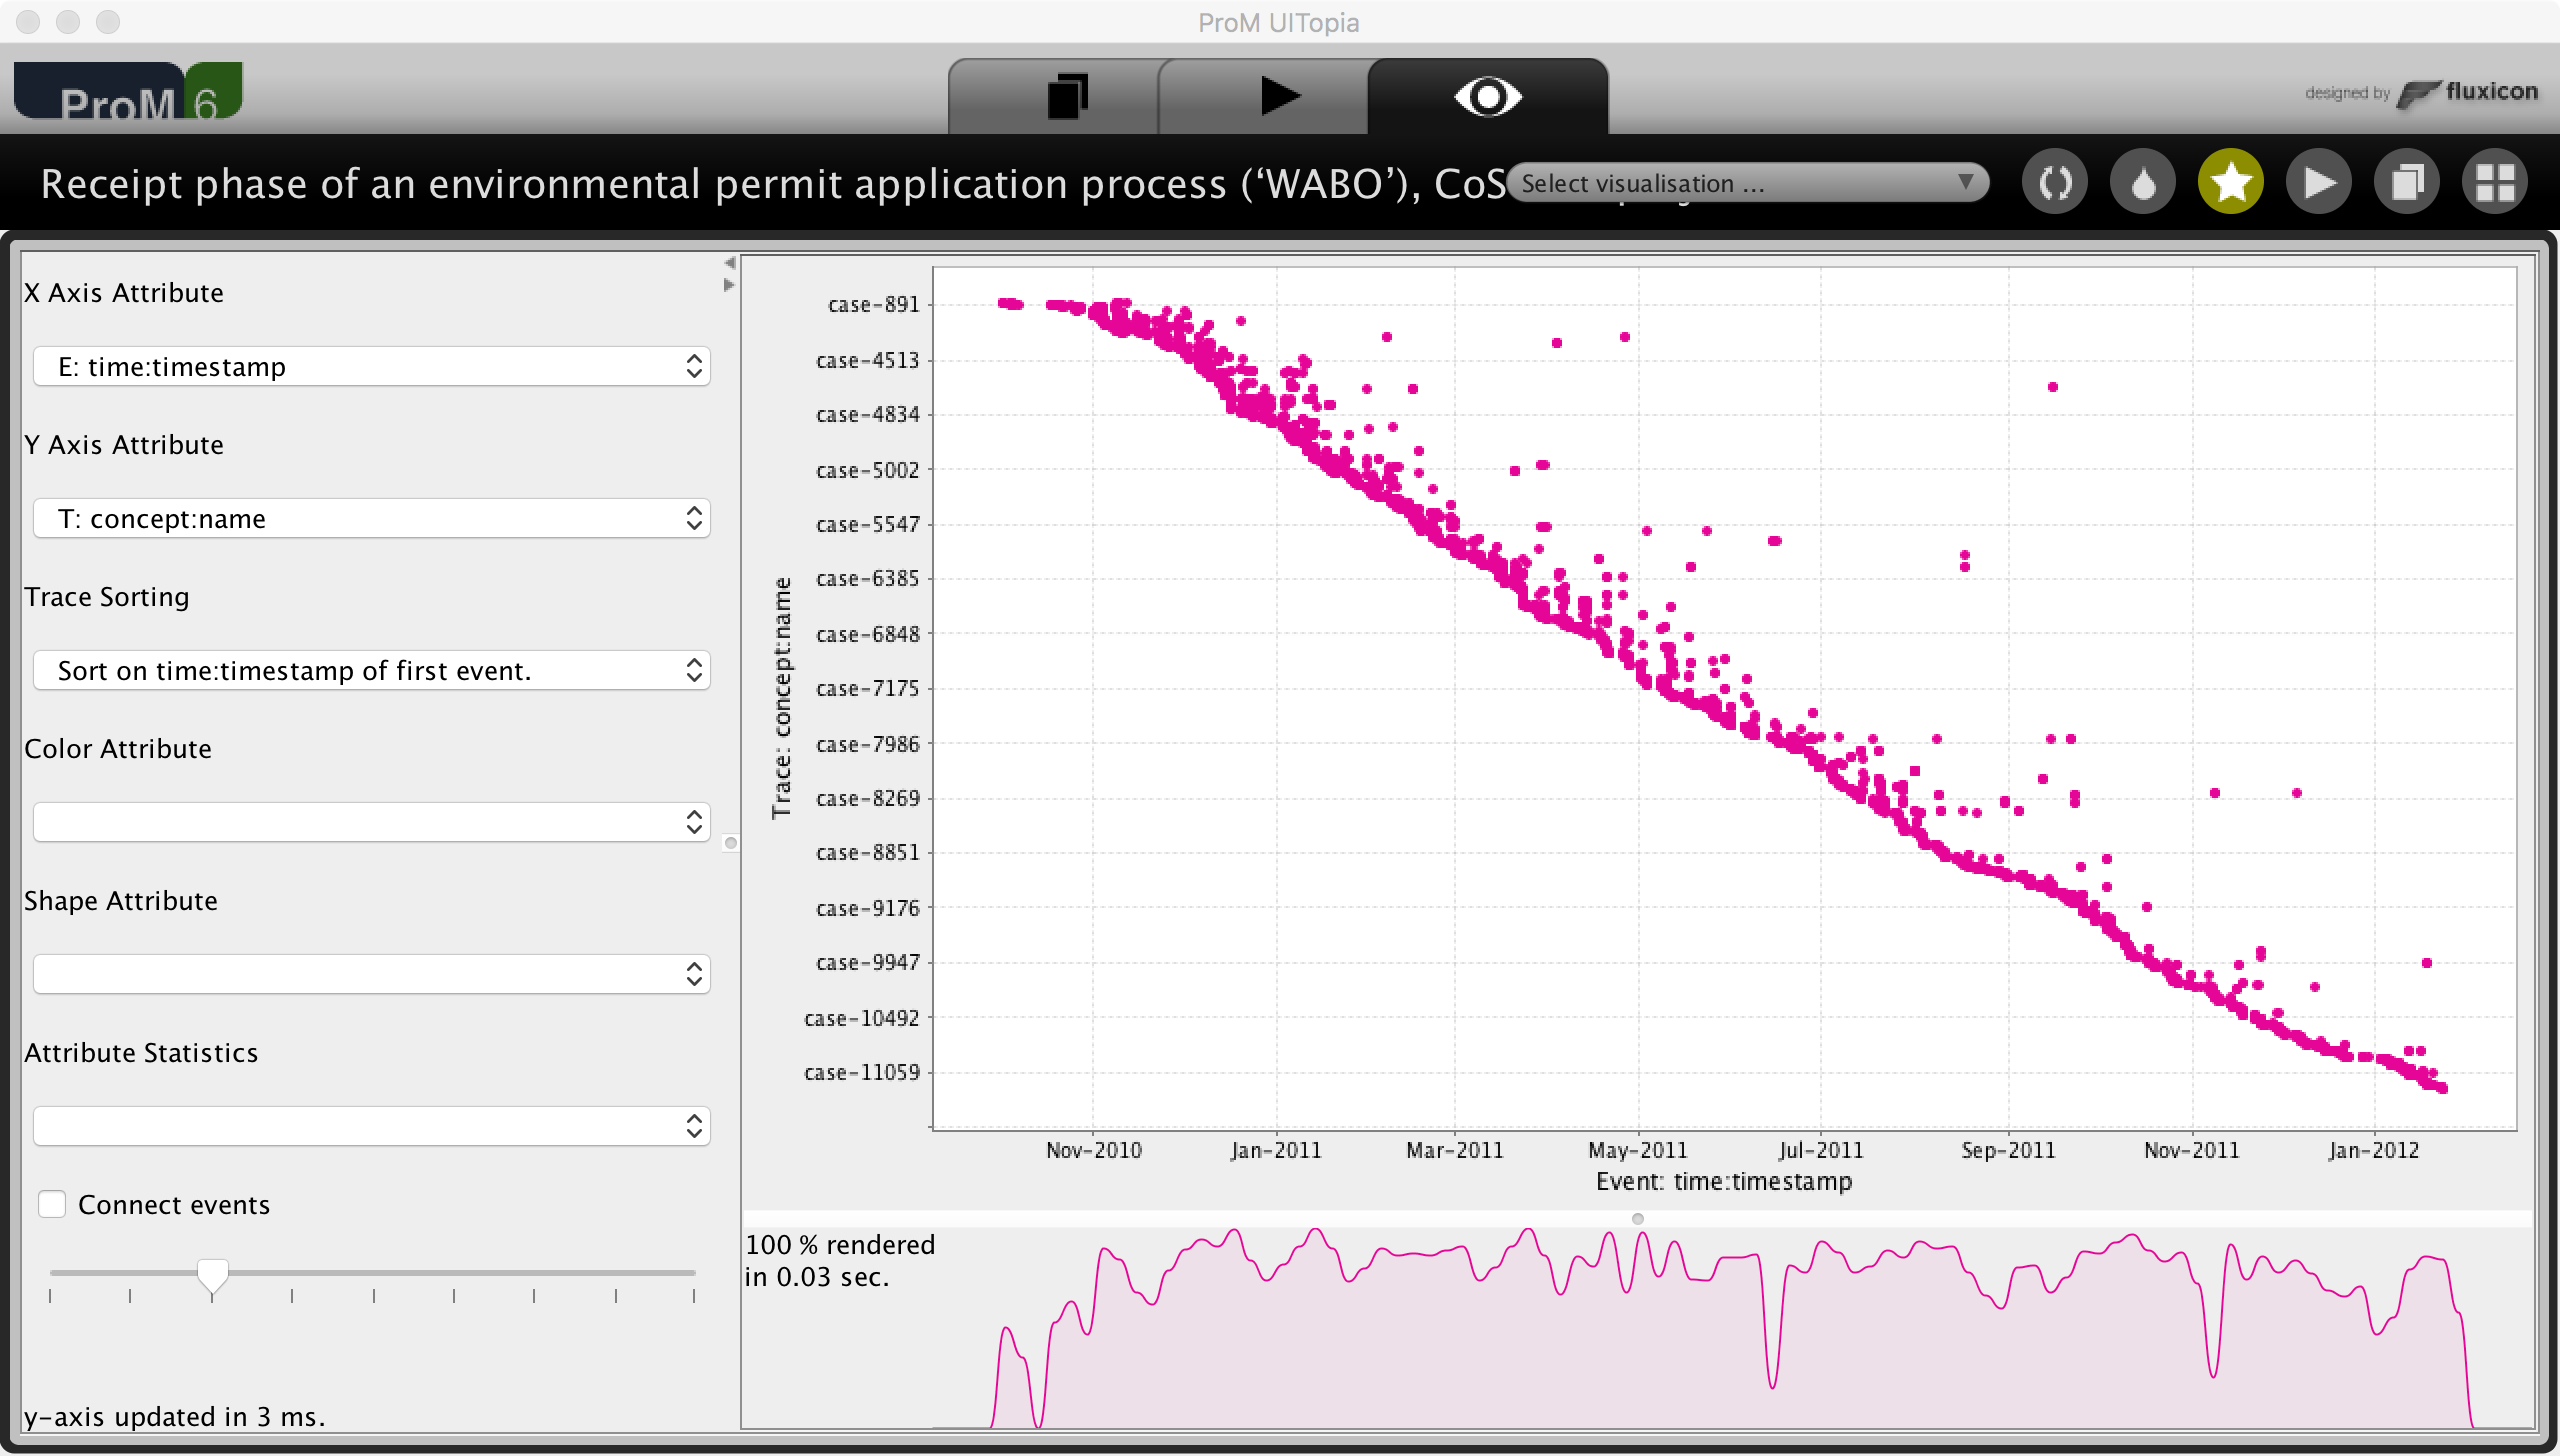 ProM UITopia
ProM 6
designed by fluxicon
Receipt phase of an environmental permit application process (‘WABO’), CoS
Select visualisation ...
X Axis Attribute
E: time:timestamp
Y Axis Attribute
T: concept:name
Trace Sorting
Sort on time:timestamp of first event.
Color Attribute
Shape Attribute
Attribute Statistics
Connect events
y-axis updated in 3 ms.
Trace: concept:name
case-891
case-4513
case-4834
case-5002
case-5547
case-6385
case-6848
case-7175
case-7986
case-8269
case-8851
case-9176
case-9947
case-10492
case-11059
Nov-2010 Jan-2011 Mar-2011 May-2011 Jul-2011 Sep-2011 Nov-2011 Jan-2012
Event: time:timestamp
100 % rendered
in 0.03 sec.